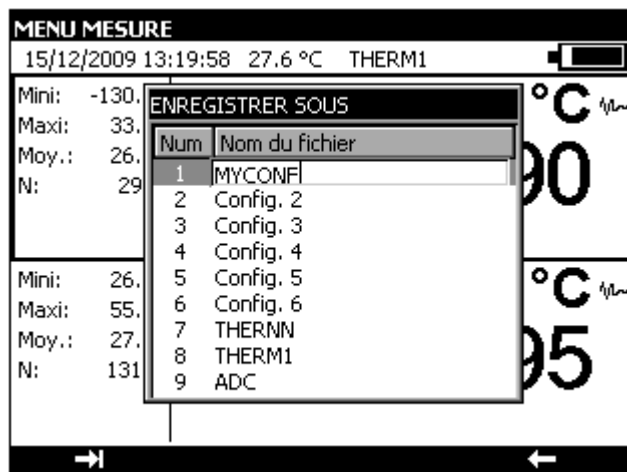 MENU MESURE
15/12/2009 13:19:58 27.6 °C THERM1
Mini: -130.
Maxi: 33.
Moy.: 26.
N: 29
°C
90
ENREGISTRER SOUS
Num Nom du fichier
1 MYCONF
2 Config. 2
3 Config. 3
4 Config. 4
5 Config. 5
6 Config. 6
7 THERNN
8 THERM1
9 ADC
Mini: 26.
Maxi: 55.
Moy.: 27.
N: 131
°C
95